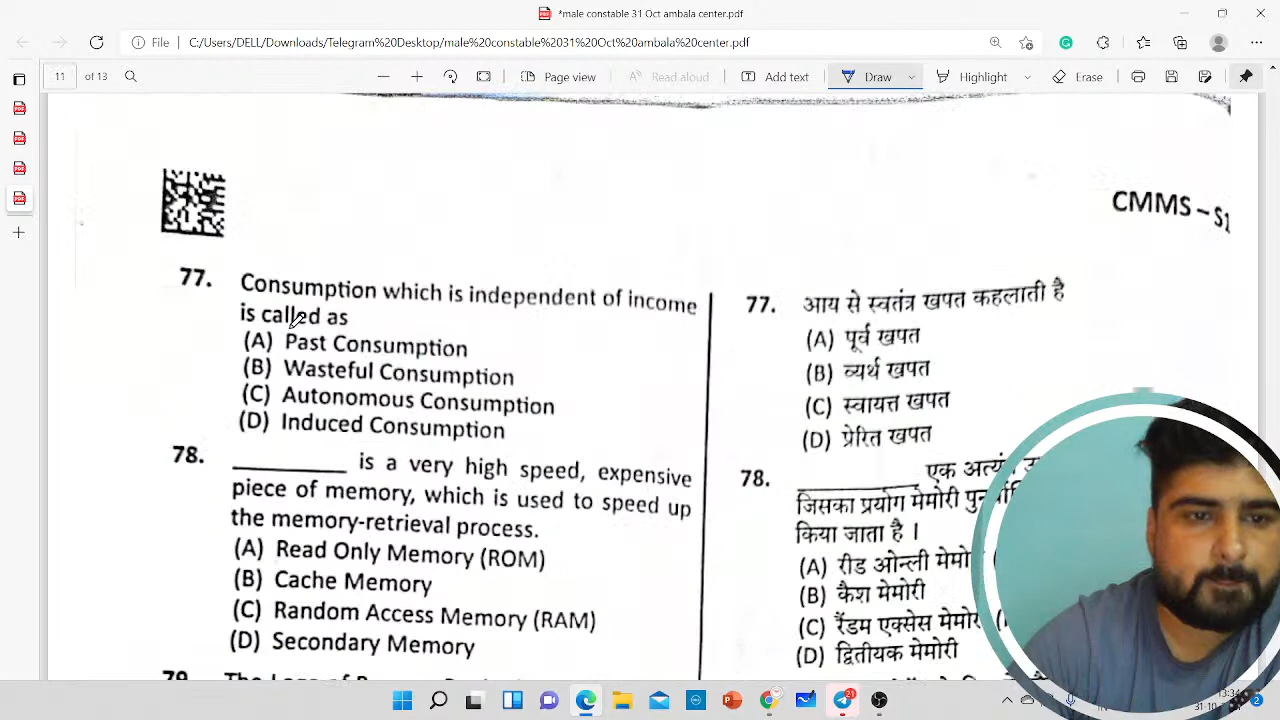 *male constable 31 Oct ambala center.pdf
File C:/Users/DELL/Downloads/Telegram%20Desktop/male%20constable%2031%20Oct%20ambala%20center.pdf
11 of 13 Page view Read aloud Add text Draw Highlight Erase
CMMS – S1
77. Consumption which is independent of income
is called as
(A) Past Consumption
(B) Wasteful Consumption
(C) Autonomous Consumption
(D) Induced Consumption
78. ________ is a very high speed, expensive
piece of memory, which is used to speed up
the memory-retrieval process.
(A) Read Only Memory (ROM)
(B) Cache Memory
(C) Random Access Memory (RAM)
(D) Secondary Memory
77. आय से स्वतंत्र खपत कहलाती है
(A) पूर्व खपत
(B) व्यर्थ खपत
(C) स्वायत्त खपत
(D) प्रेरित खपत
78. ________ एक
जिसका प्रयोग मेमोरी
किया जाता है ।
(A) रीड ओन्ली
(B) कैश मेमोरी
(C) रैंडम एक्सेस
(D) द्वितीयक मेमोरी
21
2